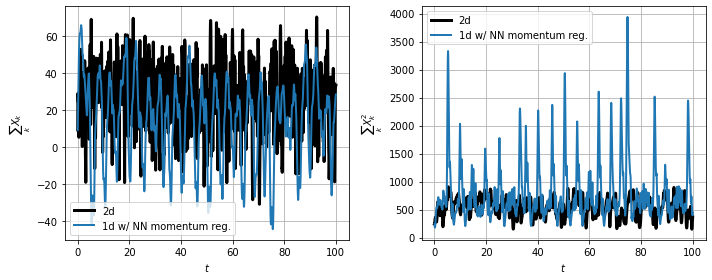 60
40
20
0
−20
−40
0 20 40 60 80 100
t
∑ X_k
k
2d
1d w/ NN momentum reg.
4000
3500
3000
2500
2000
1500
1000
500
0
0 20 40 60 80 100
t
∑ X_k^2
k
2d
1d w/ NN momentum reg.